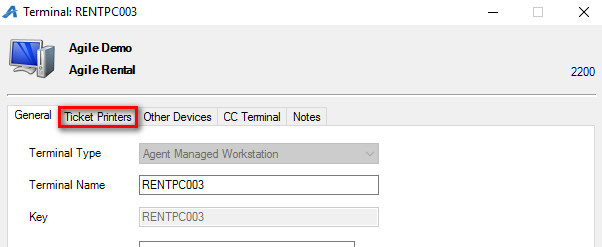 Terminal: RENTPC003
Agile Demo
Agile Rental
2200
General Ticket Printers Other Devices CC Terminal Notes
Terminal Type Agent Managed Workstation
Terminal Name RENTPC003
Key RENTPC003